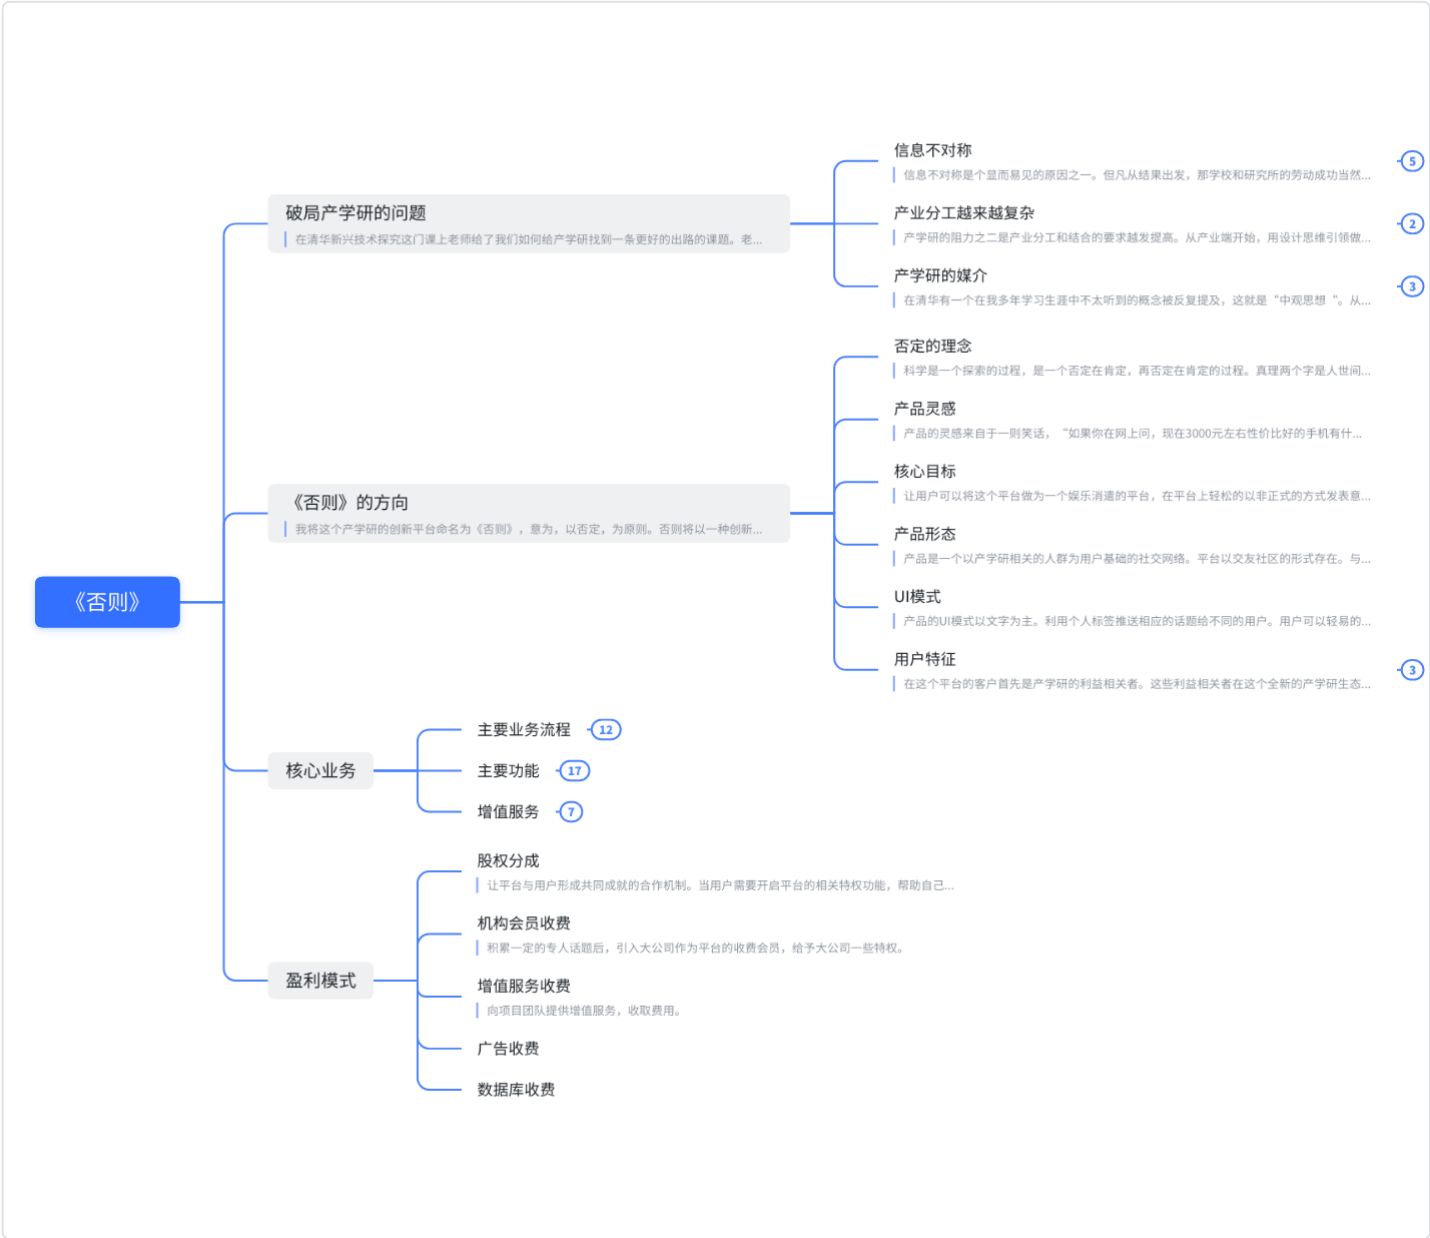 《否则》
破局产学研的问题
在清华新兴技术探究这门课上老师给了我们如何给产学研找到一条更好的出路的课题。老...
信息不对称
信息不对称是个显而易见的原因之一。但凡从结果出发，那学校和研究所的劳动成功当然...
5
产业分工越来越复杂
产学研的阻力之二是产业分工和结合的要求越发提高。从产业端开始，用设计思维引领做...
2
产学研的媒介
在清华有一个在我多年学习生涯中不太听到的概念被反复提及，这就是“中观思想 “。从...
3
《否则》的方向
我将这个产学研的创新平台命名为《否则》，意为，以否定，为原则。否则将以一种创新...
否定的理念
科学是一个探索的过程，是一个否定在肯定，再否定在肯定的过程。真理两个字是人世间...
产品灵感
产品的灵感来自于一则笑话， “如果你在网上问，现在3000元左右性价比好的手机有什...
核心目标
让用户可以将这个平台做为一个娱乐消遣的平台，在平台上轻松的以非正式的方式发表意...
产品形态
产品是一个以产学研相关的人群为用户基础的社交网络。平台以交友社区的形式存在。与...
UI模式
产品的UI模式以文字为主。利用个人标签推送相应的话题给不同的用户。用户可以轻易的...
用户特征
在这个平台的客户首先是产学研的利益相关者。这些利益相关者在这个全新的产学研生态...
3
核心业务
主要业务流程
12
主要功能
17
增值服务
7
盈利模式
股权分成
让平台与用户形成共同成就的合作机制。当用户需要开启平台的相关特权功能，帮助自己...
机构会员收费
积累一定的专人话题后，引入大公司作为平台的收费会员，给予大公司一些特权。
增值服务收费
向项目团队提供增值服务，收取费用。
广告收费
数据库收费